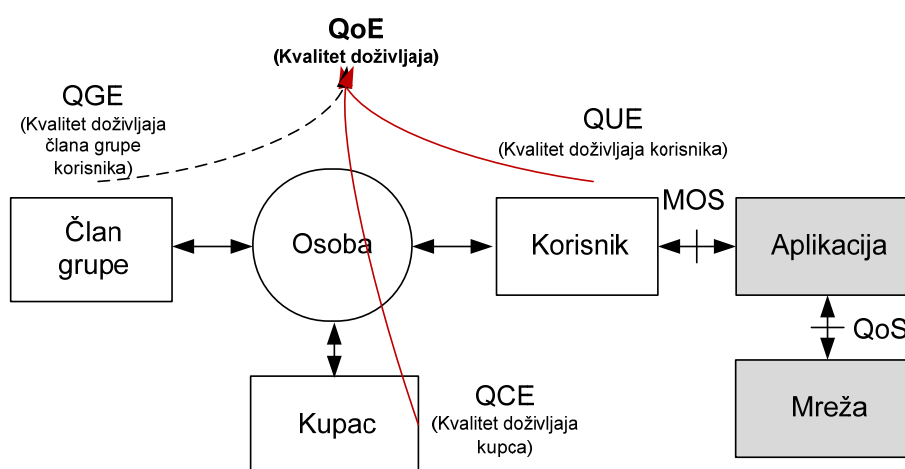 QoE
(Kvalitet doživljaja)
QGE
(Kvalitet doživljaja
člana grupe
korisnika)
QUE
(Kvalitet doživljaja korisnika)
MOS
Član
grupe
Osoba
Korisnik
Aplikacija
QoS
Kupac
QCE
(Kvalitet doživljaja
kupca)
Mreža